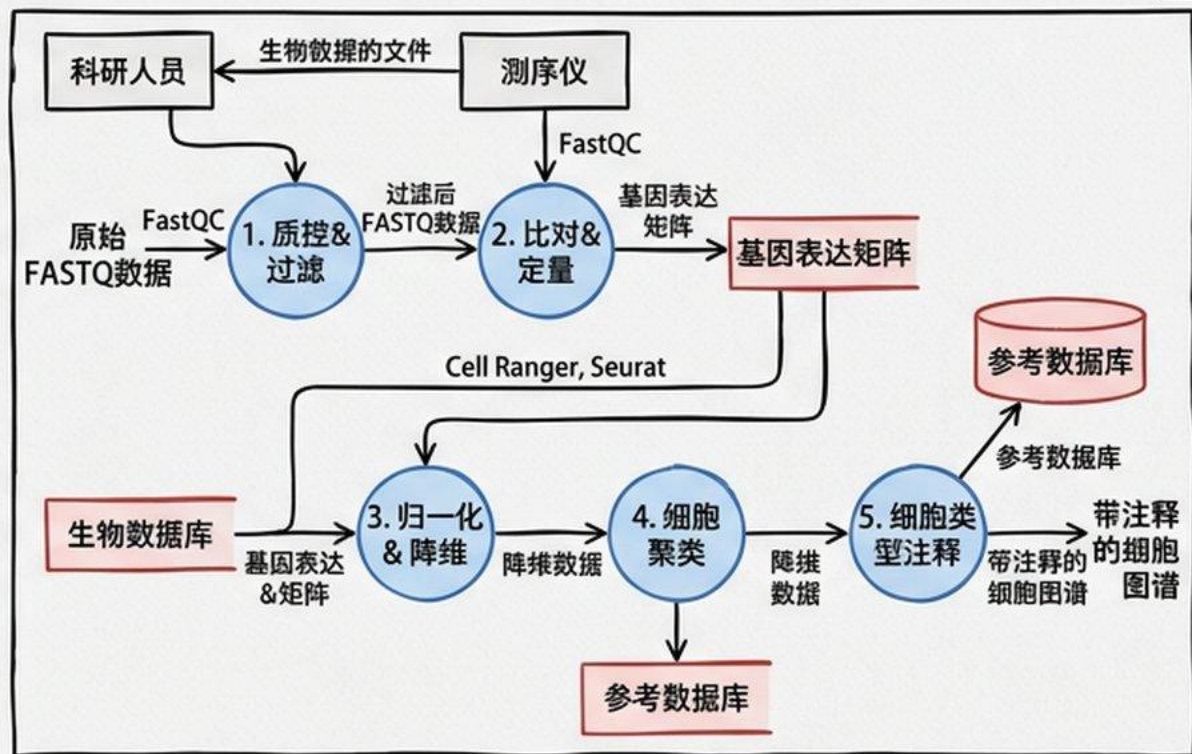 科研人员
生物数据的文件
测序仪
FastQC
原始
FASTQ数据
FastQC
1. 质控&
过滤
过滤后
FASTQ数据
2. 比对&
定量
基因表达
矩阵
基因表达矩阵
参考数据库
Cell Ranger, Seurat
参考数据库
生物数据库
基因表达
&矩阵
3. 归一化
& 降维
降维数据
4. 细胞
聚类
降维
数据
5. 细胞类
型注释
带注释的
细胞图谱
带注释
的细胞
图谱
参考数据库